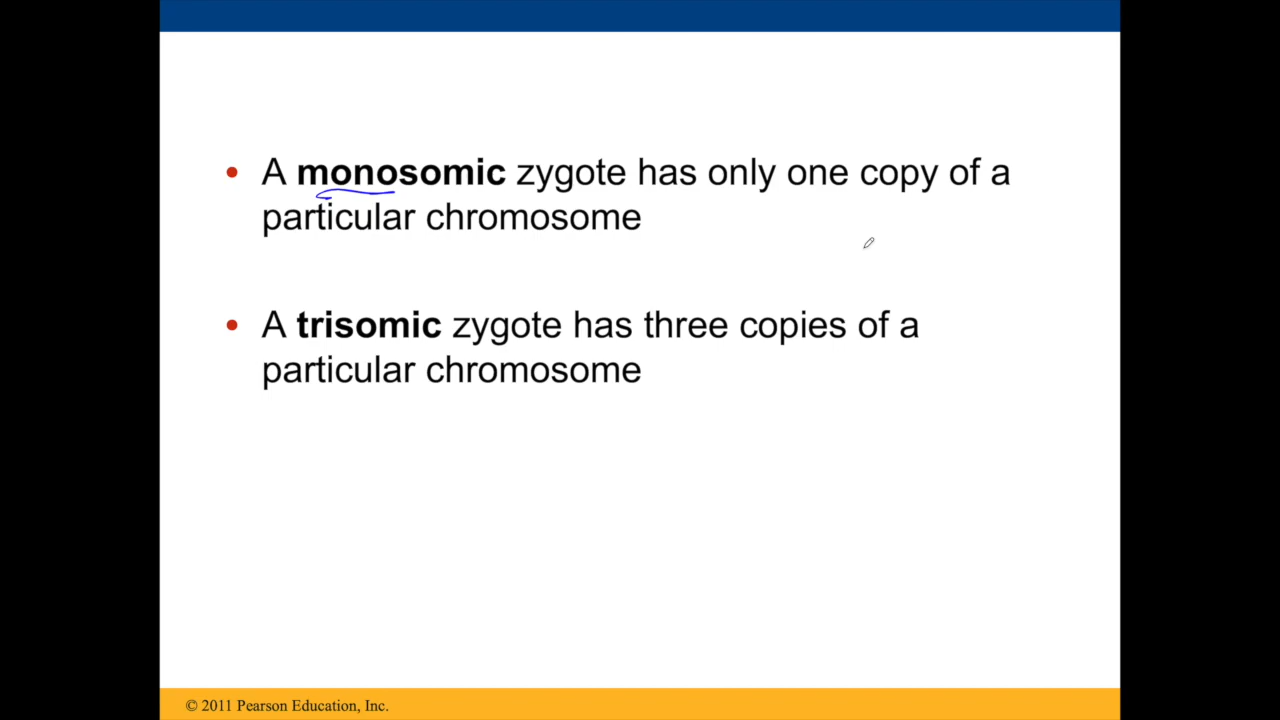 • A monosomic zygote has only one copy of a
particular chromosome
• A trisomic zygote has three copies of a
particular chromosome
© 2011 Pearson Education, Inc.